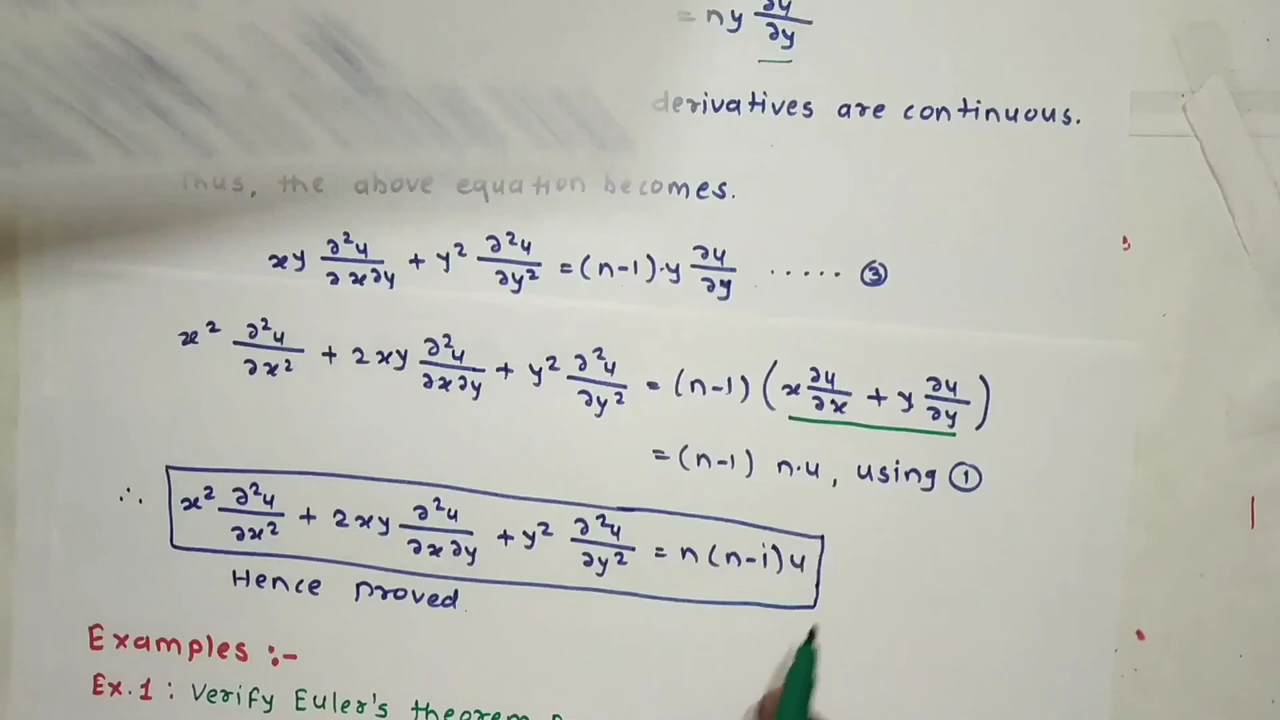 = ny ∂u/∂y
derivatives are continuous.
Thus, the above equation becomes.
xy ∂²u/∂x∂y + y² ∂²u/∂y² = (n-1)·y ∂u/∂y ..... ③
x² ∂²u/∂x² + 2xy ∂²u/∂x∂y + y² ∂²u/∂y² = (n-1) (x ∂u/∂x + y ∂u/∂y)
= (n-1) n·u, using ①
∴ x² ∂²u/∂x² + 2xy ∂²u/∂x∂y + y² ∂²u/∂y² = n(n-1)u
Hence proved.
Examples :-
Ex.1 : Verify Euler's theorem